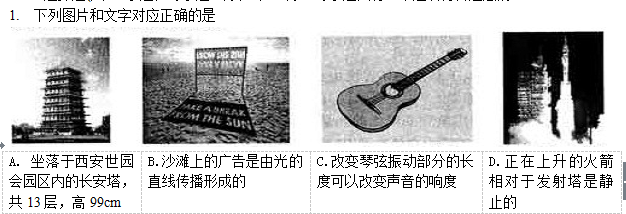 1. 下列图片和文字对应正确的是
TAKE A BREAK
FROM THE SUN
A. 坐落于西安世园
会园区内的长安塔，
共 13 层，高 99cm
B.沙滩上的广告是由光的
直线传播形成的
C.改变琴弦振动部分的长
度可以改变声音的响度
D.正在上升的火箭
相对于发射塔是静
止的